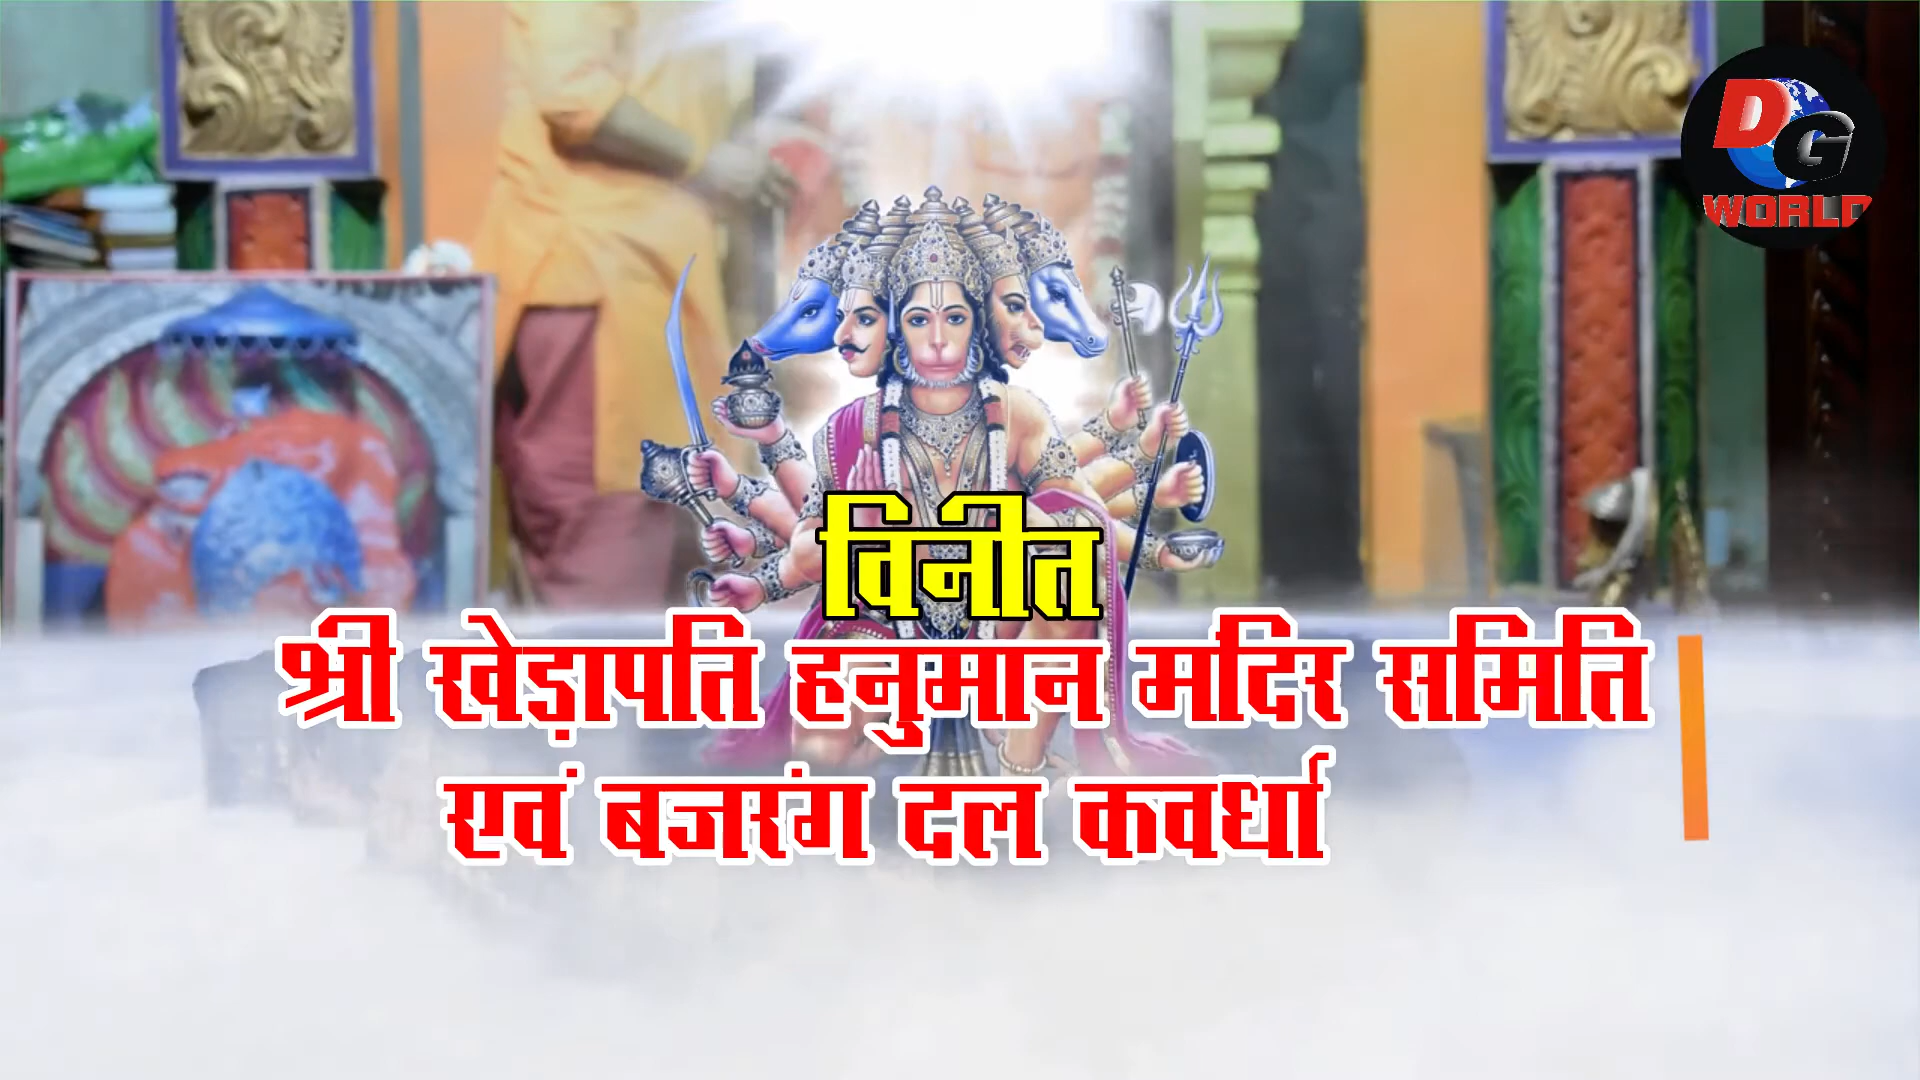 DG
WORLD
विनीत
श्री खेड़ापति हनुमान मंदिर समिति
एवं बजरंग दल कवर्धा